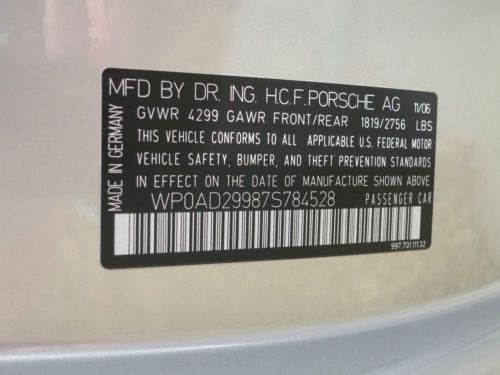 MFD BY DR. ING. H.C.F. PORSCHE AG 11/06
GVWR 4299 GAWR FRONT/REAR 1819/2756 LBS
THIS VEHICLE CONFORMS TO ALL APPLICABLE U.S. FEDERAL MOTOR
VEHICLE SAFETY, BUMPER, AND THEFT PREVENTION STANDARDS
IN EFFECT ON THE DATE OF MANUFACTURE SHOWN ABOVE.
WP0AD29987S784528 PASSENGER CAR
997.701.111.32
MADE IN GERMANY